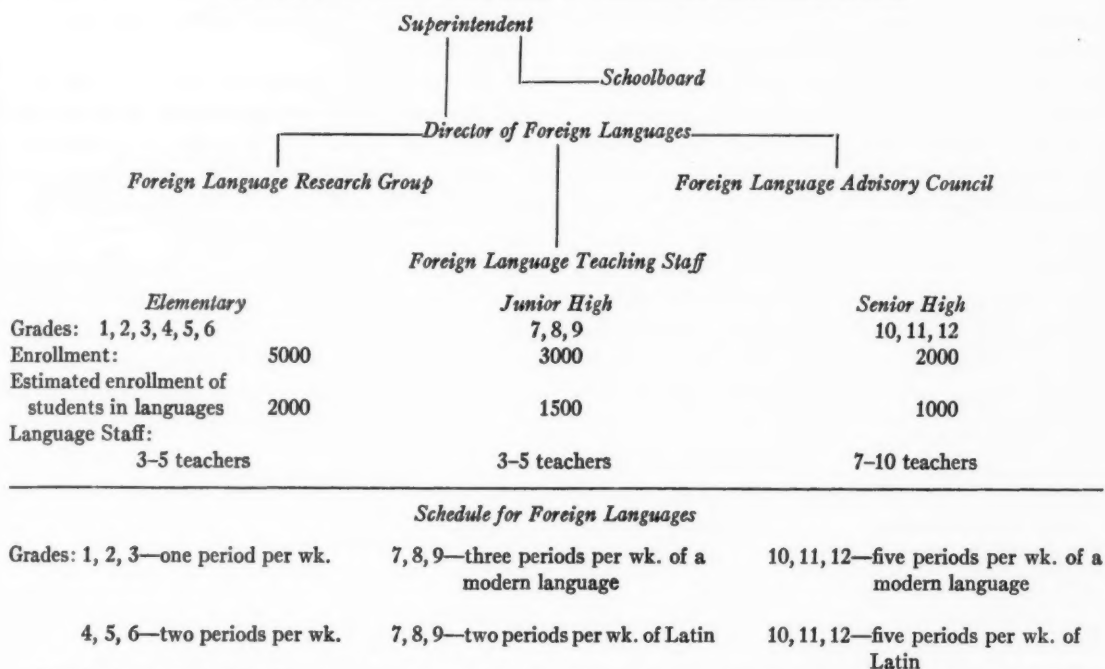 Superintendent
Schoolboard
Director of Foreign Languages
Foreign Language Research Group
Foreign Language Advisory Council
Foreign Language Teaching Staff
Elementary Junior High Senior High
Grades: 1, 2, 3, 4, 5, 6 7, 8, 9 10, 11, 12
Enrollment: 5000 3000 2000
Estimated enrollment of
students in languages 2000 1500 1000
Language Staff:
3–5 teachers 3–5 teachers 7–10 teachers
Schedule for Foreign Languages
Grades: 1, 2, 3—one period per wk. 7, 8, 9—three periods per wk. of a 10, 11, 12—five periods per wk. of a
modern language modern language
4, 5, 6—two periods per wk. 7, 8, 9—two periods per wk. of Latin 10, 11, 12—five periods per wk. of
Latin